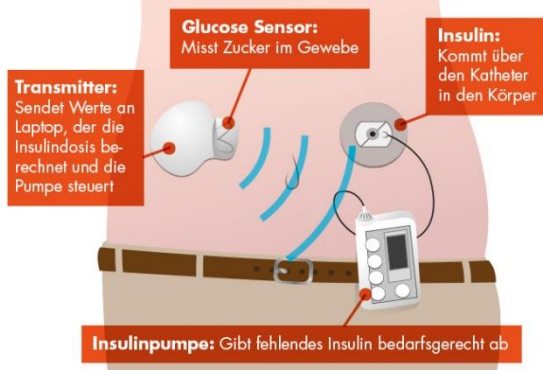 Glucose Sensor:
Misst Zucker im Gewebe
Insulin:
Kommt über
den Katheter
in den Körper
Transmitter:
Sendet Werte an
Laptop, der die
Insulindosis be-
rechnet und die
Pumpe steuert
Insulinpumpe: Gibt fehlendes Insulin bedarfsgerecht ab